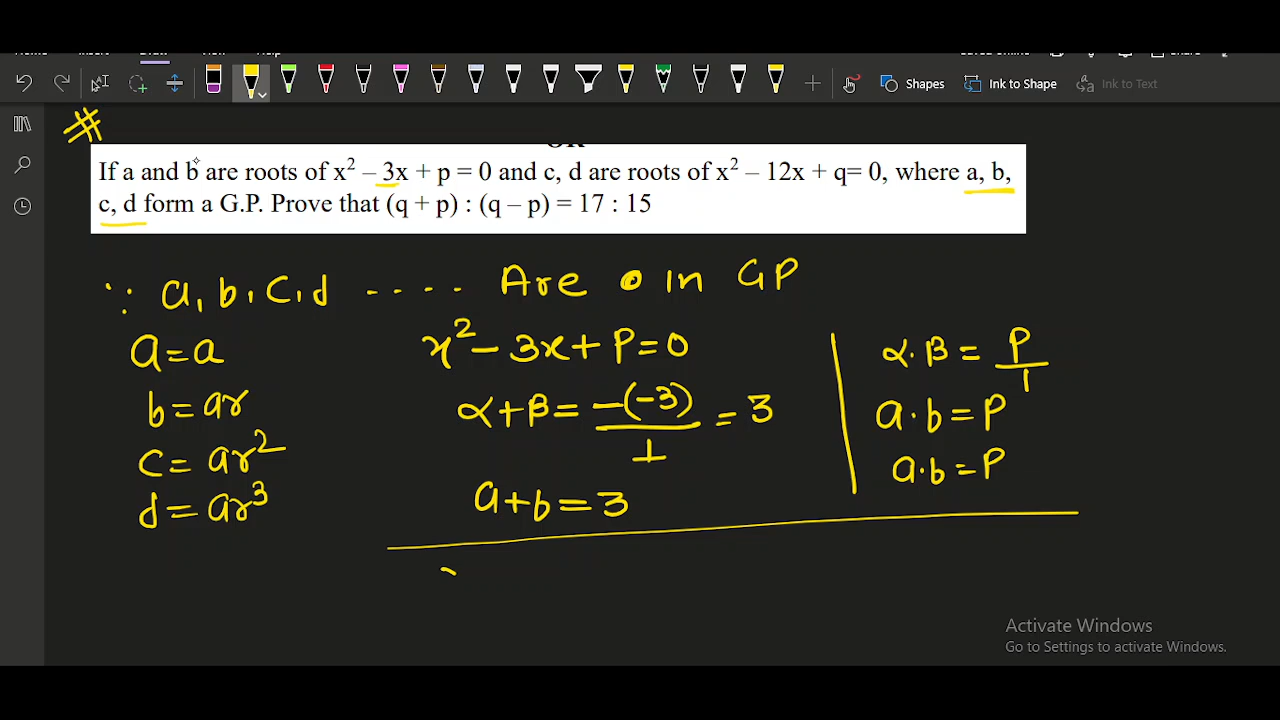 If a and b are roots of x² – 3x + p = 0 and c, d are roots of x² – 12x + q= 0, where a, b,
c, d form a G.P. Prove that (q + p) : (q – p) = 17 : 15
∵ a, b, c, d .... Are in GP
a = a
b = ar
c = ar²
d = ar³
x² – 3x + P = 0
α + β = –(–3)/1 = 3
a + b = 3
α · β = P/1
a · b = P
a · b = P
Shapes
Ink to Shape
Ink to Text
Activate Windows
Go to Settings to activate Windows.